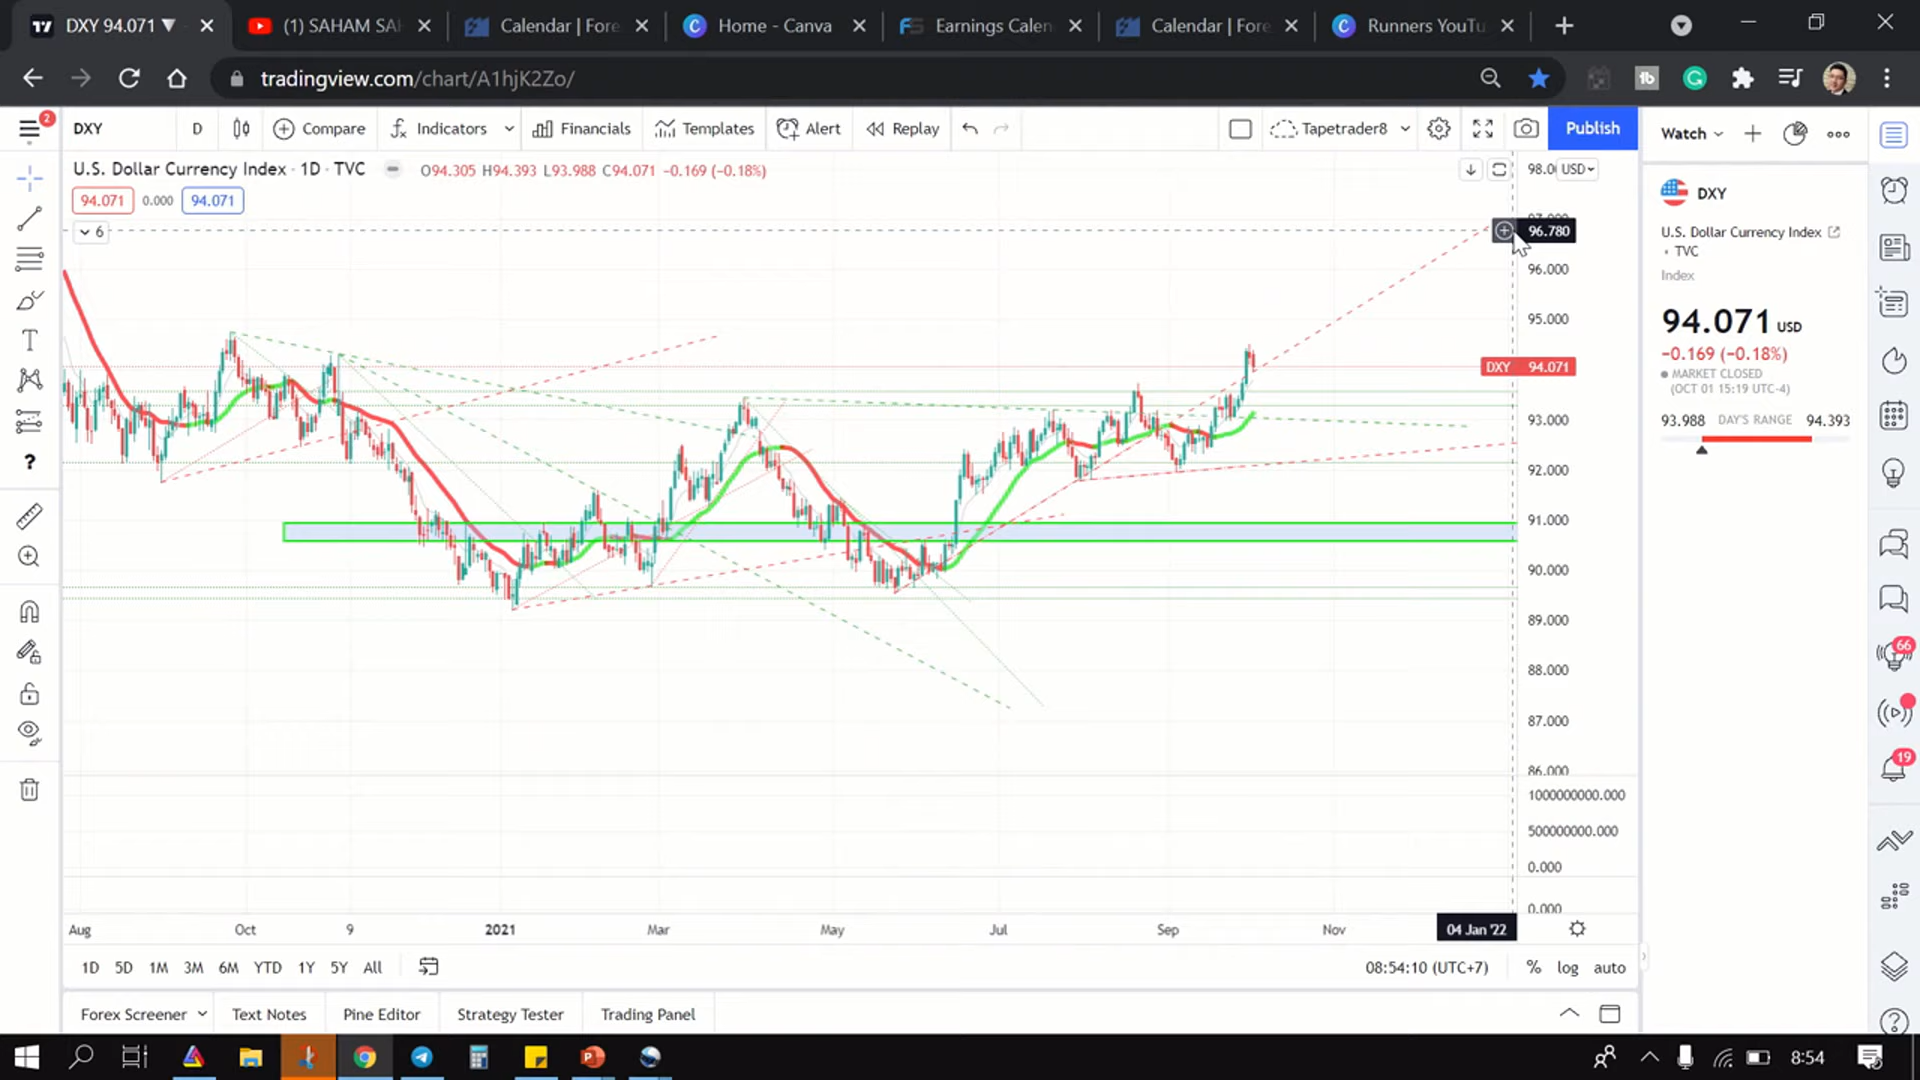 DXY 94.071 ▼
(1) SAHAM SAH
Calendar | Fore
Home - Canva
Earnings Calen
Calendar | Fore
Runners YouTu
tradingview.com/chart/A1hjK2Zo/
2
DXY
D
Compare
Indicators
Financials
Templates
Alert
Replay
Tapetrader8
Publish
Watch
U.S. Dollar Currency Index · 1D · TVC
O94.305 H94.393 L93.988 C94.071 −0.169 (−0.18%)
94.071 0.000 94.071
6
USD
96.780
96.000
95.000
DXY 94.071
93.000
92.000
91.000
90.000
89.000
88.000
87.000
86.000
1000000000.000
500000000.000
0.000
0.000
DXY
U.S. Dollar Currency Index
• TVC
Index
94.071 USD
−0.169 (−0.18%)
MARKET CLOSED
(OCT 01 15:19 UTC-4)
93.988 DAY'S RANGE 94.393
66
19
Aug
Oct
9
2021
Mar
May
Jul
Sep
Nov
04 Jan '22
1D 5D 1M 3M 6M YTD 1Y 5Y All
08:54:10 (UTC+7)
% log auto
Forex Screener
Text Notes
Pine Editor
Strategy Tester
Trading Panel
8:54